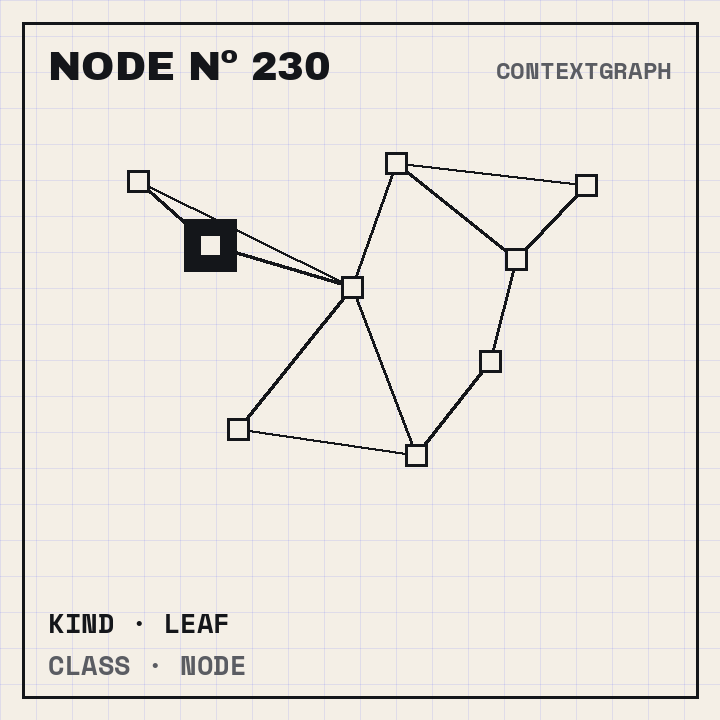 NODE Nº 230
CONTEXTGRAPH
KIND · LEAF
CLASS · NODE